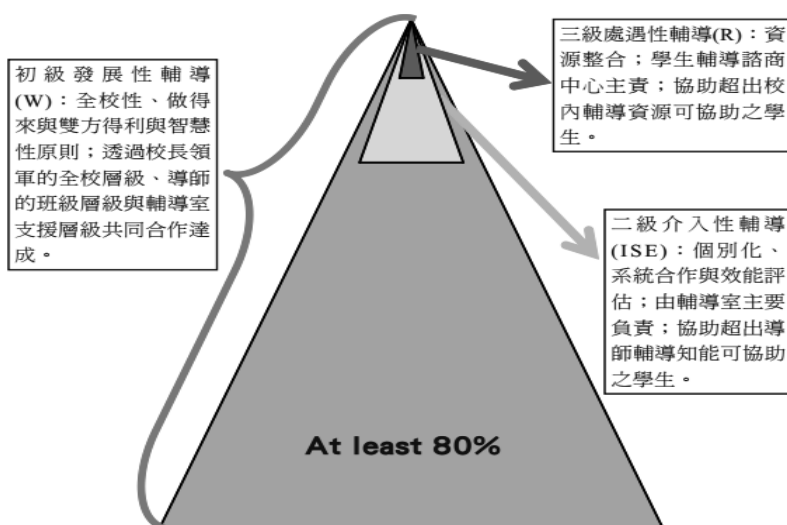 初級發展性輔導
(W)：全校性、做得
來與雙方得利與智慧
性原則；透過校長領
軍的全校層級、導師
的班級層級與輔導室
支援層級共同合作達
成。
三級處遇性輔導(R)：資
源整合；學生輔導諮商
中心主責；協助超出校
內輔導資源可協助之學
生。
二級介入性輔導
(ISE)：個別化、
系統合作與效能評
估；由輔導室主要
負責；協助超出導
師輔導知能可協助
之學生。
At least 80%